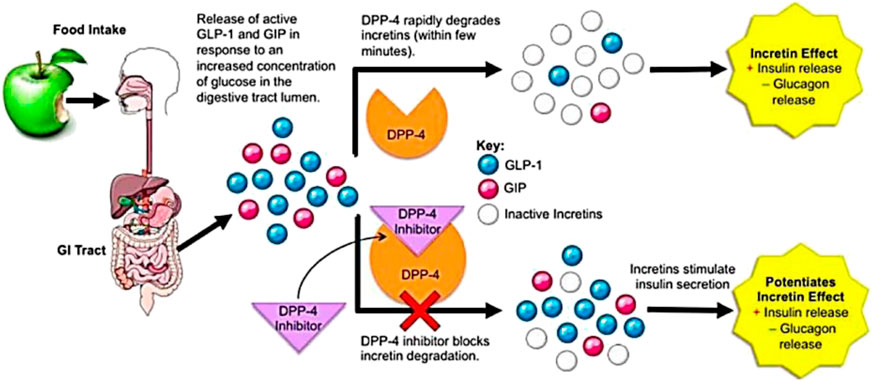 Food Intake
GI Tract
Release of active
GLP-1 and GIP in
response to an
increased concentration
of glucose in the
digestive tract lumen.
DPP-4 rapidly degrades
incretins (within few
minutes).
DPP-4
Incretin Effect
+ Insulin release
– Glucagon
release
Key:
GLP-1
GIP
Inactive Incretins
DPP-4
Inhibitor
DPP-4
DPP-4
Inhibitor
DPP-4 inhibitor blocks
incretin degradation.
Incretins stimulate
insulin secretion
Potentiates
Incretin Effect
+ Insulin release
– Glucagon
release